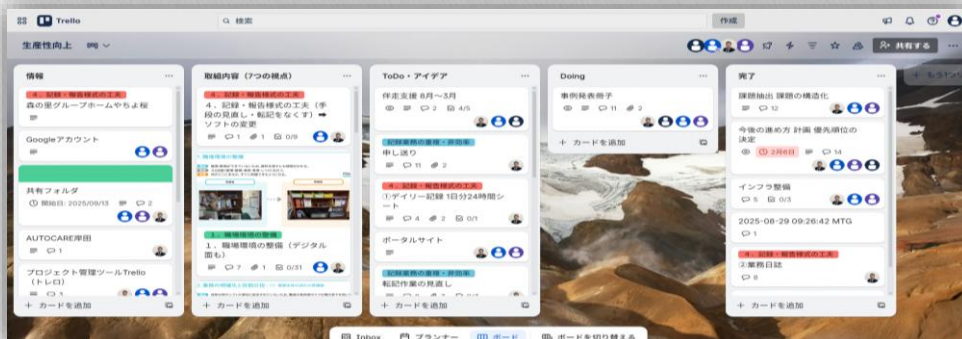 Trello
検索
作成
生産性向上
共有する
情報
4．記録・報告様式の工夫
森の里グループホームやちよ桜
Googleアカウント
共有フォルダ
開始日: 2025/09/13
2
AUTOCARE岸田
1
プロジェクト管理ツールTrello
（トレロ）
3
+ カードを追加
取組内容（7つの視点）
4．記録・報告様式の工夫
4．記録・報告様式の工夫（手
段の見直し・転記をなくす）➡
ソフトの変更
1
1
0/9
1．職場環境の整備
1．職場環境の整備（デジタル
面も）
7
1
0/31
+ カードを追加
ToDo・アイデア
伴走支援 8月～3月
2
4/5
記録業務の重複・非効率
申し送り
11
2
4．記録・報告様式の工夫
①デイリー記録 1日分24時間シ
ート
4
2
0/1
ポータルサイト
記録業務の重複・非効率
転記作業の見直し
+ カードを追加
Doing
事例発表冊子
11
2
+ カードを追加
完了
課題抽出 課題の構造化
12
今後の進め方 計画 優先順位の
決定
2月6日
14
インフラ整備
5
0/3
2025-08-29 09:26:42 MTG
1
4．記録・報告様式の工夫
②業務日誌
8
+ カードを追加
Inbox
プランナー
ボード
ボードを切り替える